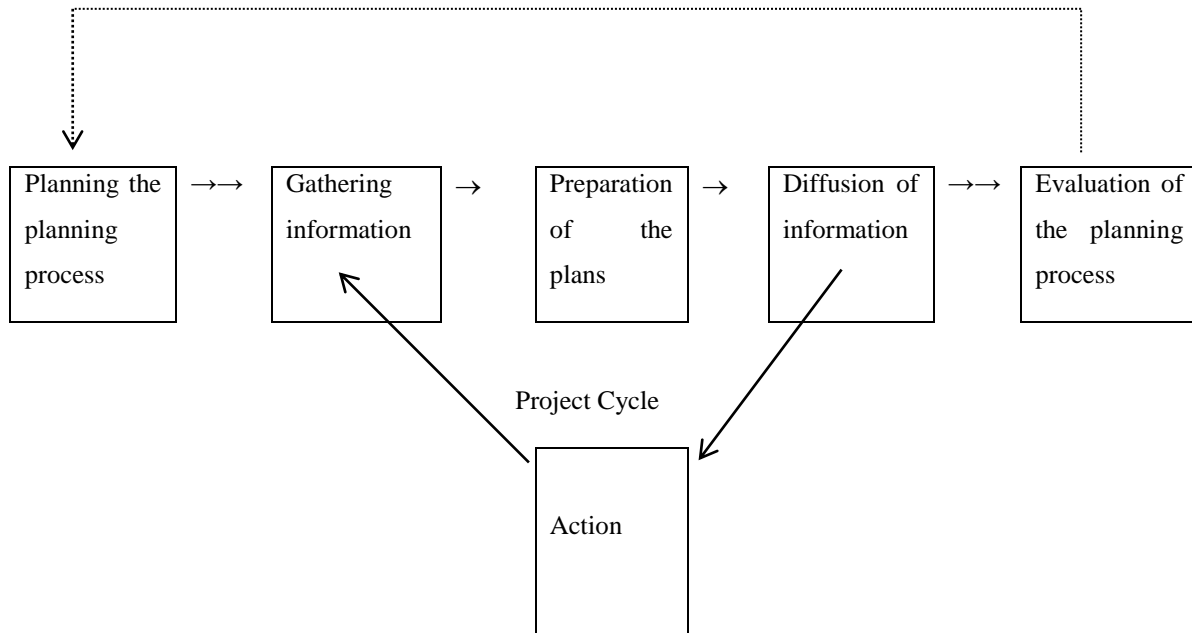 Planning the →→ Gathering → Preparation → Diffusion of →→ Evaluation of
planning information of the information the planning
process plans process
Project Cycle
Action